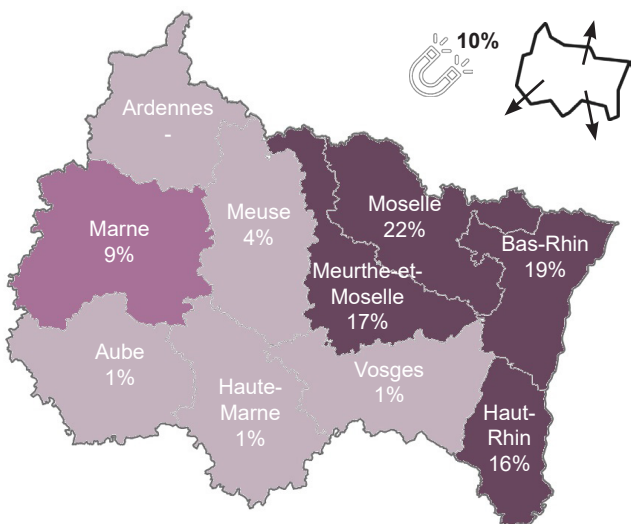 10%
Ardennes
-
Meuse
4%
Marne
9%
Moselle
22%
Bas-Rhin
19%
Meurthe-et-
Moselle
17%
Aube
1%
Haute-
Marne
1%
Vosges
1%
Haut-
Rhin
16%